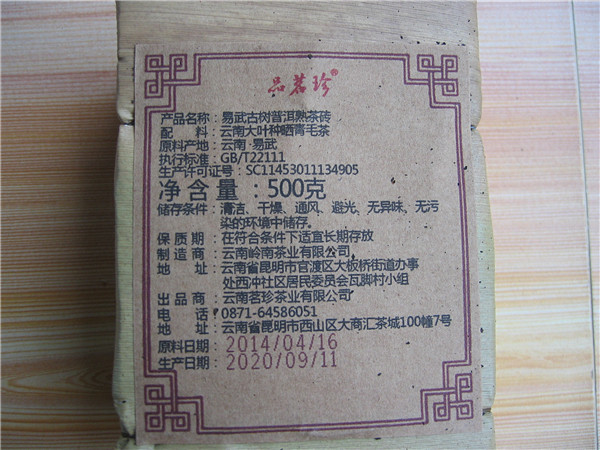 品茗珍®
产品名称：易武古树普洱熟茶砖
配 料：云南大叶种晒青毛茶
原料产地：云南·易武
执行标准：GB/T22111
生产许可证号：SC11453011134905
净含量：500克
储存条件：清洁、干燥、通风、避光、无异味、无污
染的环境中储存。
保质期：在符合条件下适宜长期存放
制造商：云南岭南茶业有限公司
地 址：云南省昆明市官渡区大板桥街道办事
处西冲社区居民委员会瓦脚村小组
出品商：云南茗珍茶业有限公司
电 话：0871-64586051
地 址：云南省昆明市西山区大商汇茶城100幢7号
原料日期：2014/04/16
生产日期：2020/09/11